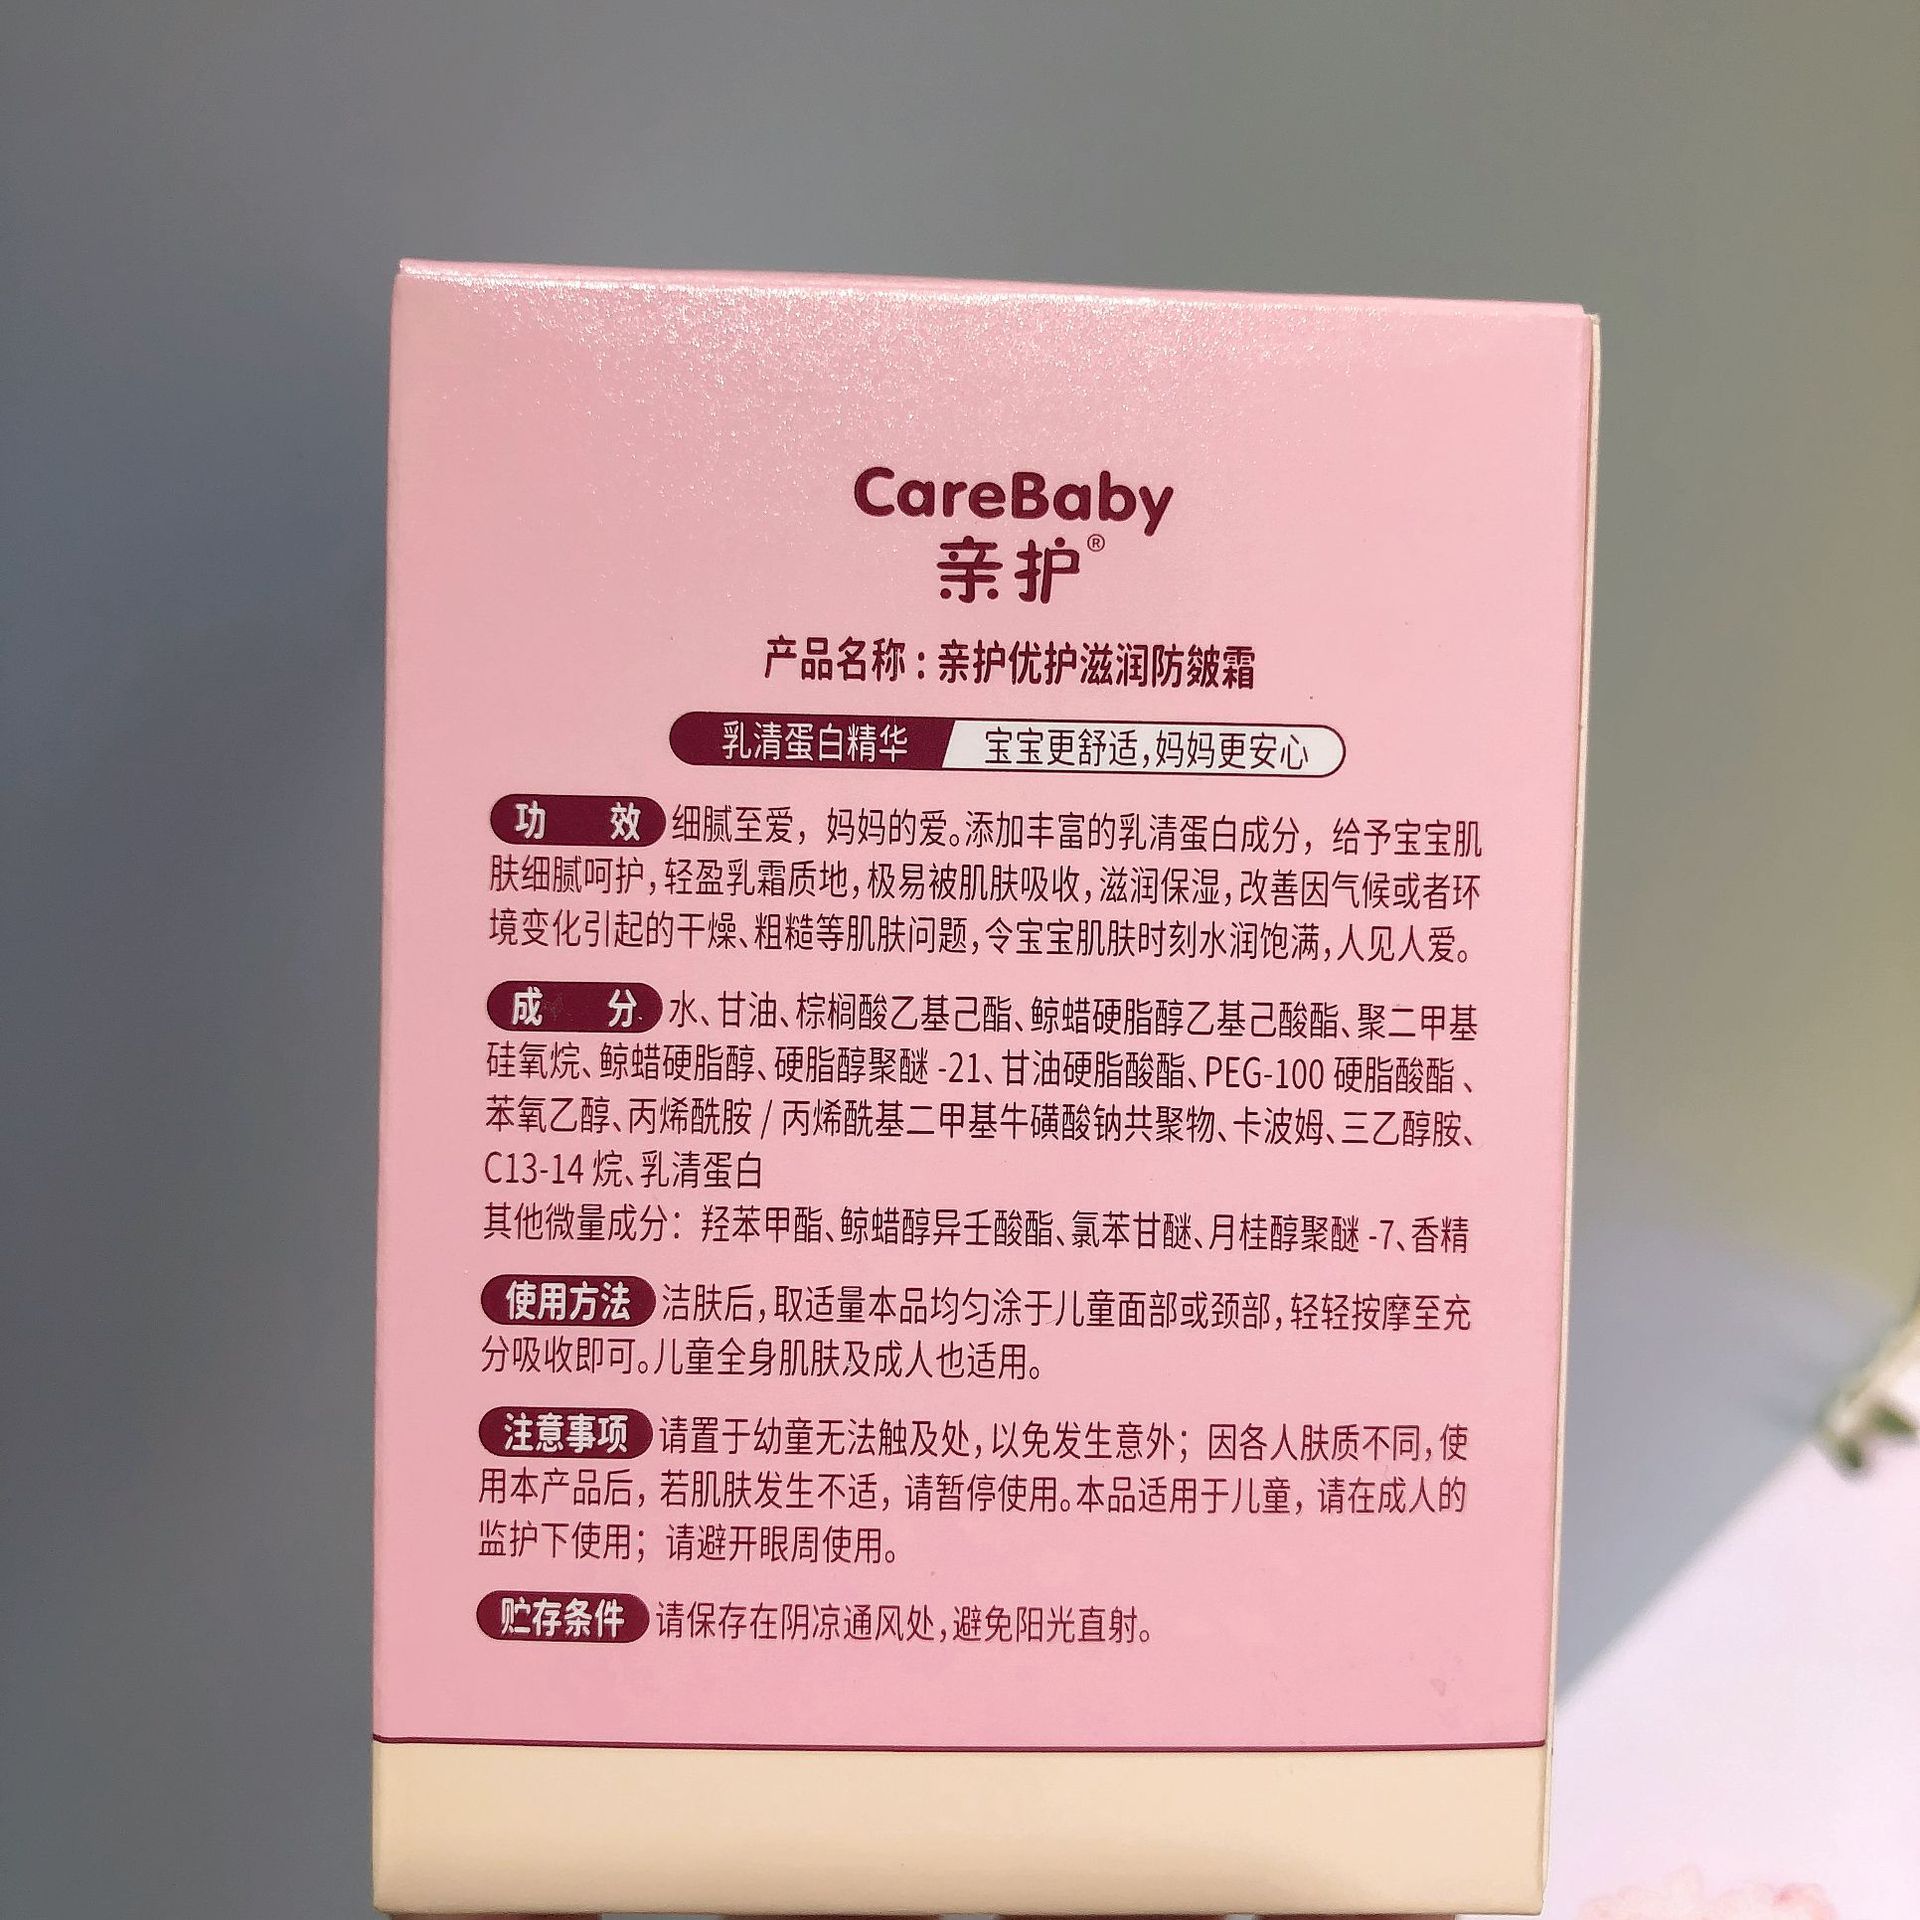 CareBaby
亲护®
产品名称：亲护优护滋润防皴霜
乳清蛋白精华 宝宝更舒适，妈妈更安心
功 效 细腻至爱，妈妈的爱。添加丰富的乳清蛋白成分，给予宝宝肌
肤细腻呵护，轻盈乳霜质地，极易被肌肤吸收，滋润保湿，改善因气候或者环
境变化引起的干燥、粗糙等肌肤问题，令宝宝肌肤时刻水润饱满，人见人爱。
成 分 水、甘油、棕榈酸乙基己酯、鲸蜡硬脂醇乙基己酸酯、聚二甲基
硅氧烷、鲸蜡硬脂醇、硬脂醇聚醚 -21、甘油硬脂酸酯、PEG-100 硬脂酸酯、
苯氧乙醇、丙烯酰胺 / 丙烯酰基二甲基牛磺酸钠共聚物、卡波姆、三乙醇胺、
C13-14 烷、乳清蛋白
其他微量成分：羟苯甲酯、鲸蜡醇异壬酸酯、氯苯甘醚、月桂醇聚醚 -7、香精
使用方法 洁肤后，取适量本品均匀涂于儿童面部或颈部，轻轻按摩至充
分吸收即可。儿童全身肌肤及成人也适用。
注意事项 请置于幼童无法触及处，以免发生意外；因各人肤质不同，使
用本产品后，若肌肤发生不适，请暂停使用。本品适用于儿童，请在成人的
监护下使用；请避开眼周使用。
贮存条件 请保存在阴凉通风处，避免阳光直射。